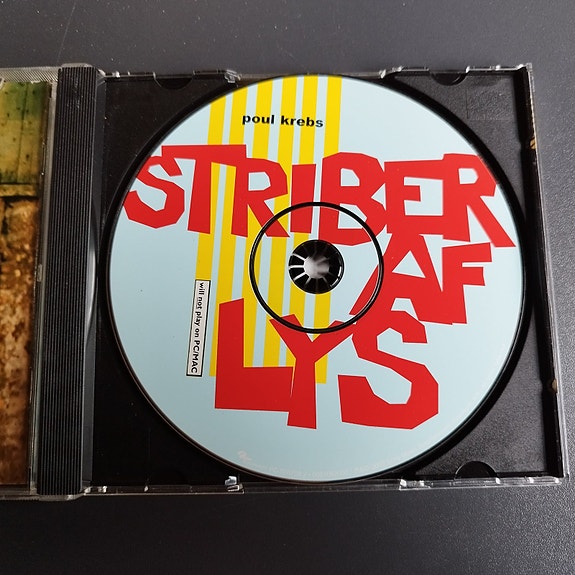 poul krebs
STRIBER
AF
LYS
will not play on PC/MAC